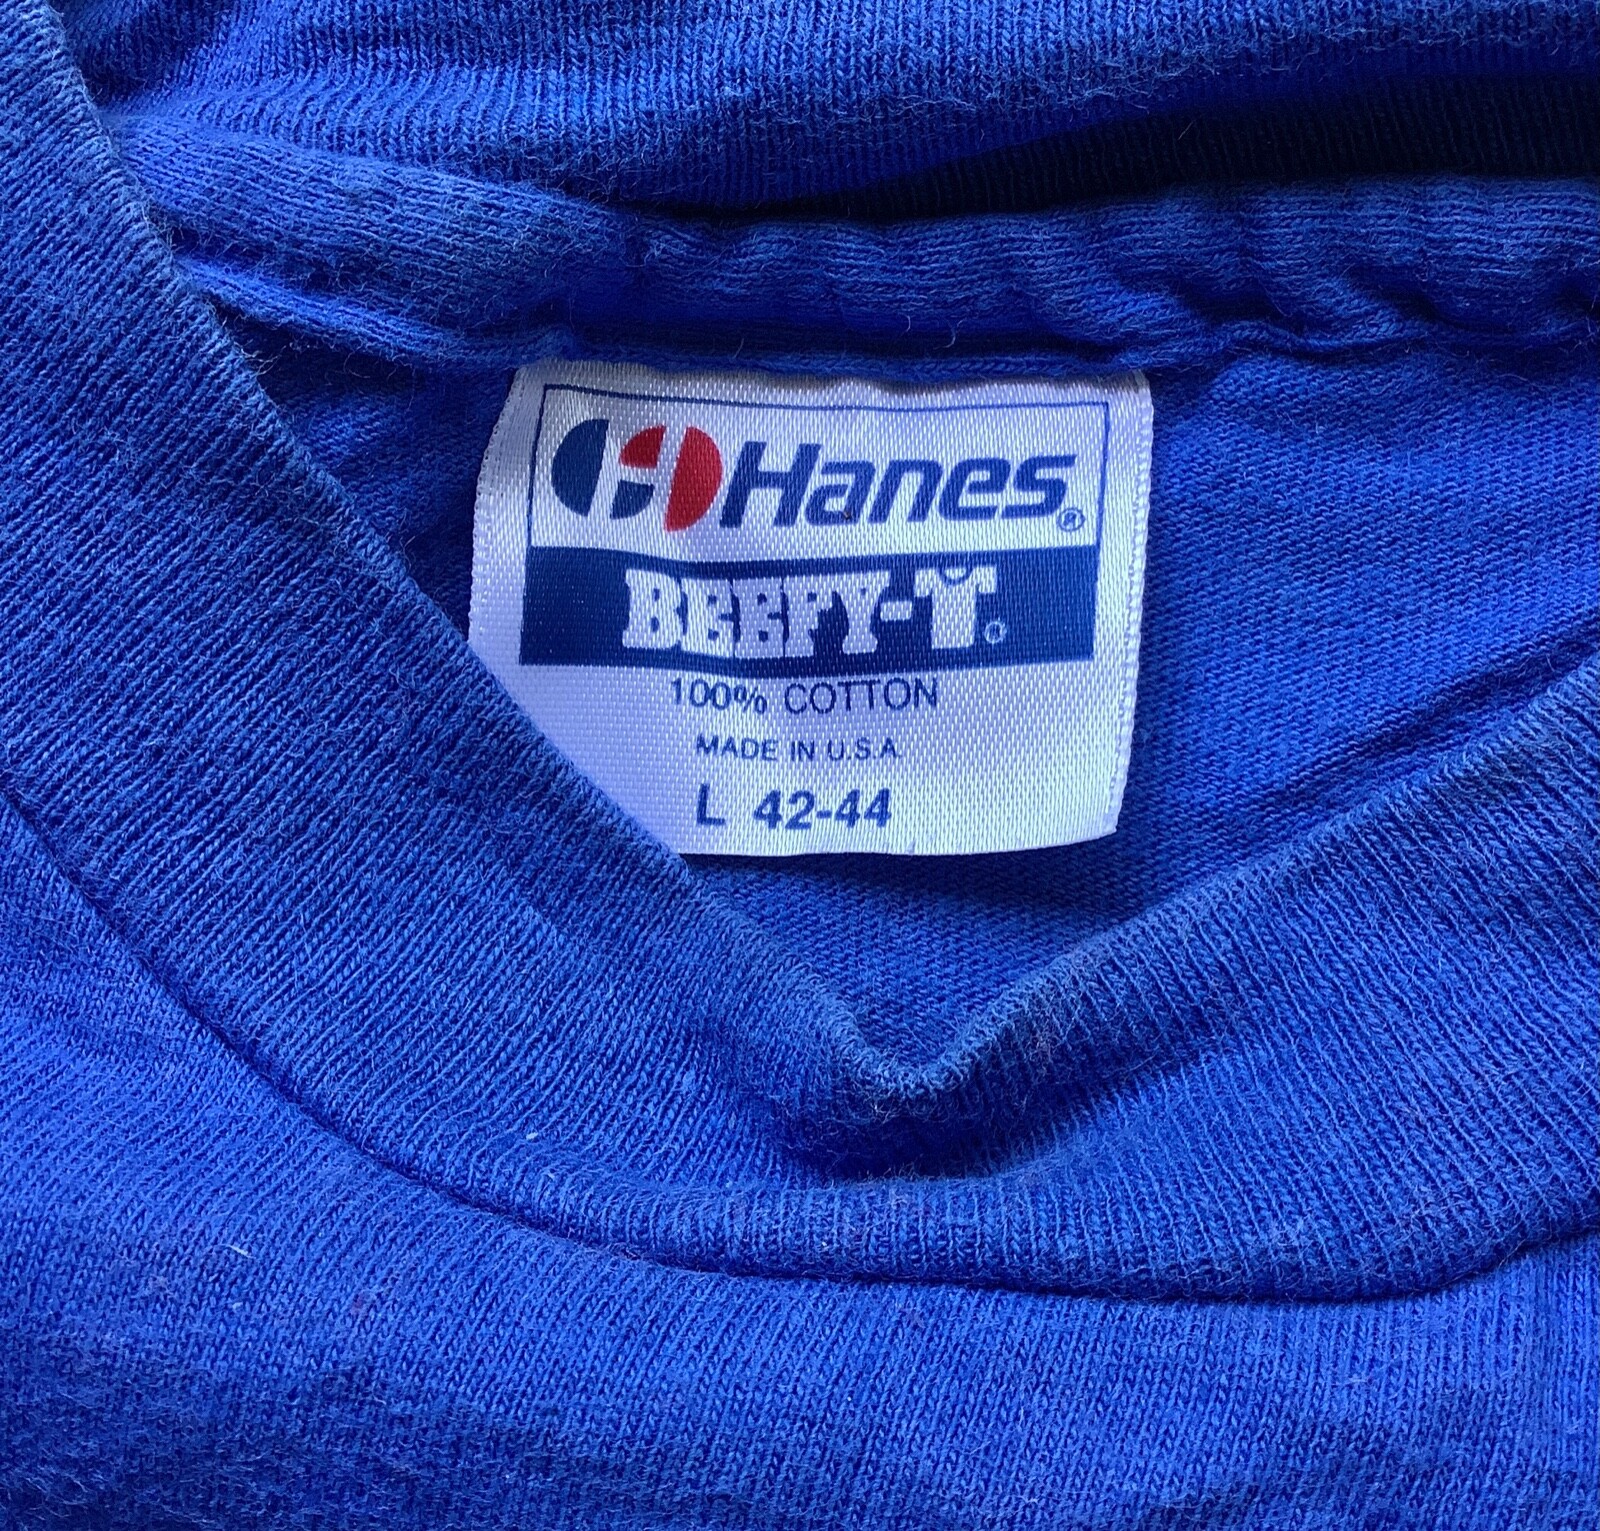 Hanes®
BEEFY-T®
100% COTTON
MADE IN U.S.A.
L 42-44